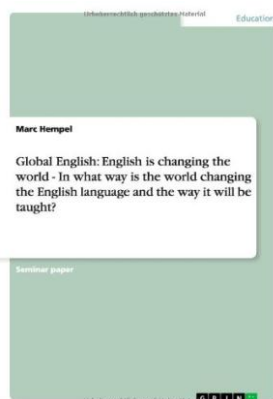 Urheberrechtlich geschütztes Material
Education
Marc Hempel
Global English: English is changing the
world - In what way is the world changing
the English language and the way it will be
taught?
Seminar paper
G R I N